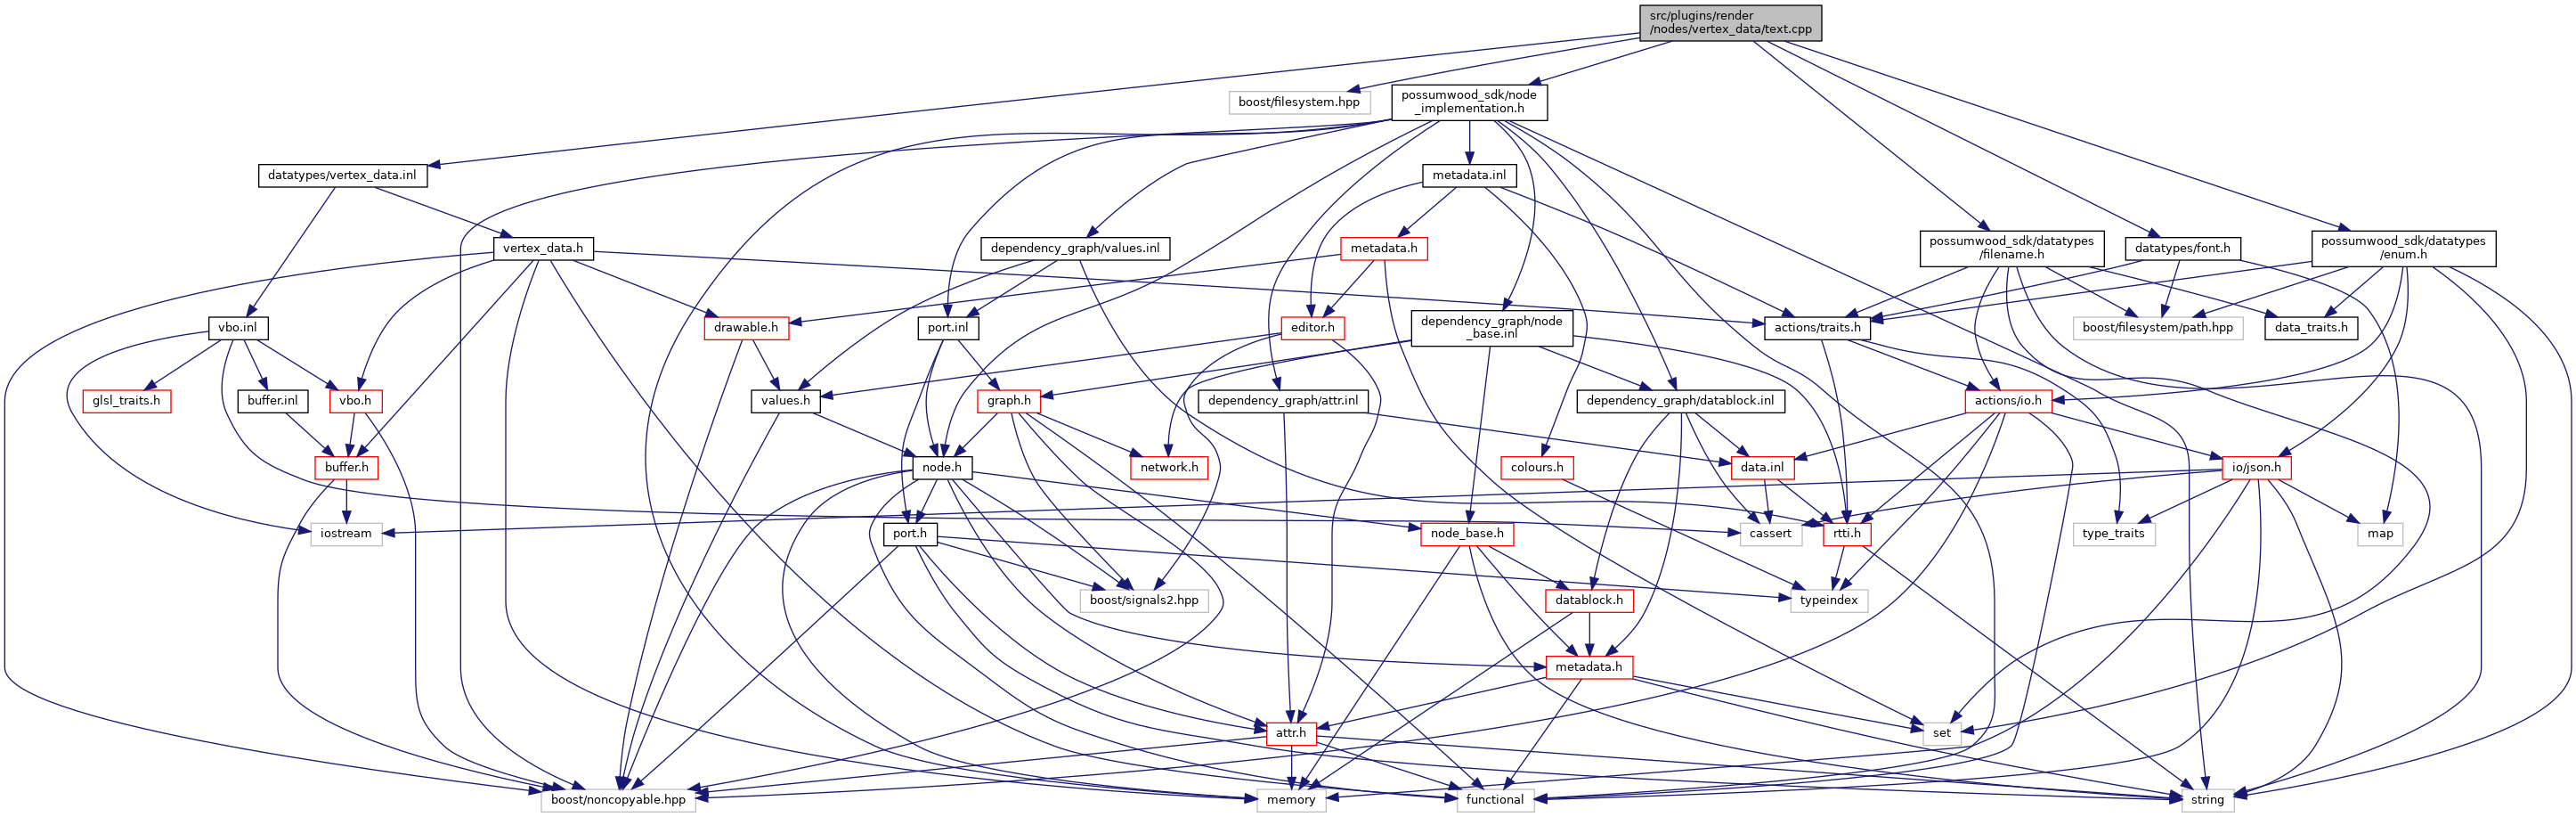 src/plugins/render
/nodes/vertex_data/text.cpp
boost/filesystem.hpp
possumwood_sdk/node
_implementation.h
datatypes/vertex_data.inl
metadata.inl
vertex_data.h
dependency_graph/values.inl
metadata.h
possumwood_sdk/datatypes
/filename.h
datatypes/font.h
possumwood_sdk/datatypes
/enum.h
vbo.inl
drawable.h
port.inl
editor.h
dependency_graph/node
_base.inl
actions/traits.h
boost/filesystem/path.hpp
data_traits.h
glsl_traits.h
buffer.inl
vbo.h
values.h
graph.h
dependency_graph/attr.inl
dependency_graph/datablock.inl
actions/io.h
buffer.h
node.h
network.h
colours.h
data.inl
io/json.h
iostream
port.h
node_base.h
cassert
rtti.h
type_traits
map
boost/signals2.hpp
datablock.h
typeindex
metadata.h
attr.h
set
boost/noncopyable.hpp
memory
functional
string